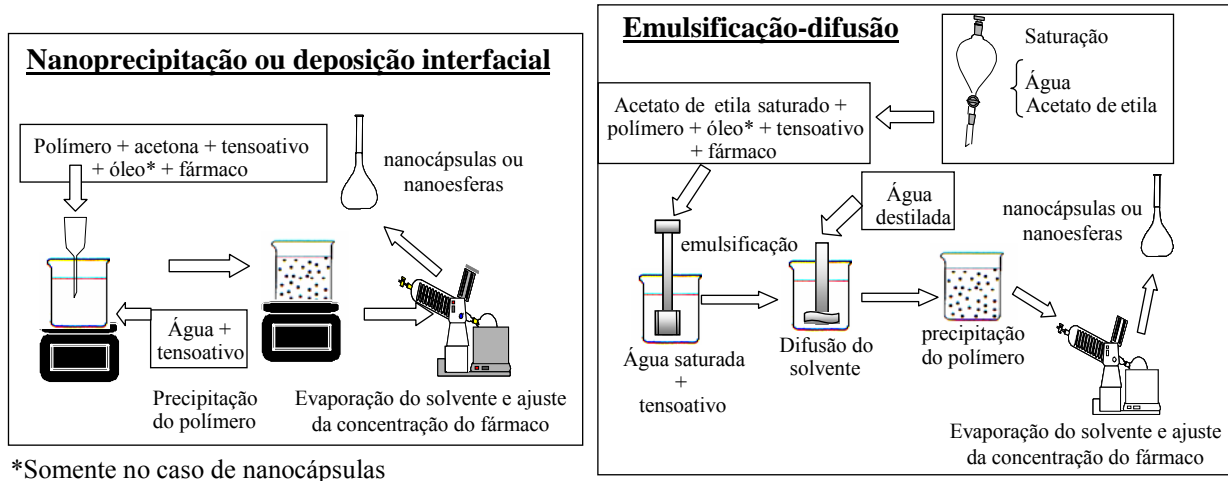 Nanoprecipitação ou deposição interfacial
Polímero + acetona + tensoativo
+ óleo* + fármaco
nanocápsulas ou
nanoesferas
Água +
tensoativo
Precipitação
do polímero
Evaporação do solvente e ajuste
da concentração do fármaco
*Somente no caso de nanocápsulas
Emulsificação-difusão
Saturação
Água
Acetato de etila
Acetato de etila saturado +
polímero + óleo* + tensoativo
+ fármaco
Água
destilada
emulsificação
nanocápsulas ou
nanoesferas
Água saturada
+
tensoativo
Difusão do
solvente
precipitação
do polímero
Evaporação do solvente e ajuste
da concentração do fármaco